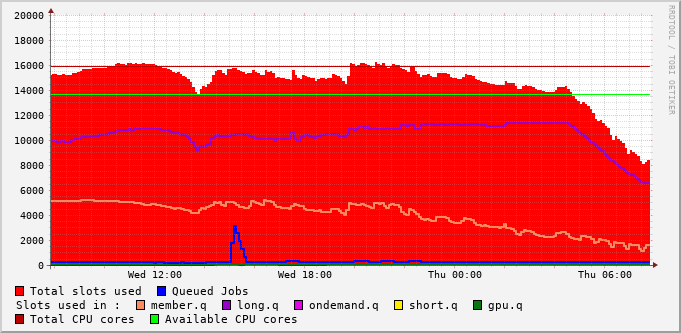 20000
18000
16000
14000
12000
10000
8000
6000
4000
2000
0
Wed 12:00 Wed 18:00 Thu 00:00 Thu 06:00
RRDTOOL / TOBI OETIKER
Total slots used Queued Jobs
Slots used in : member.q long.q ondemand.q short.q gpu.q
Total CPU cores Available CPU cores